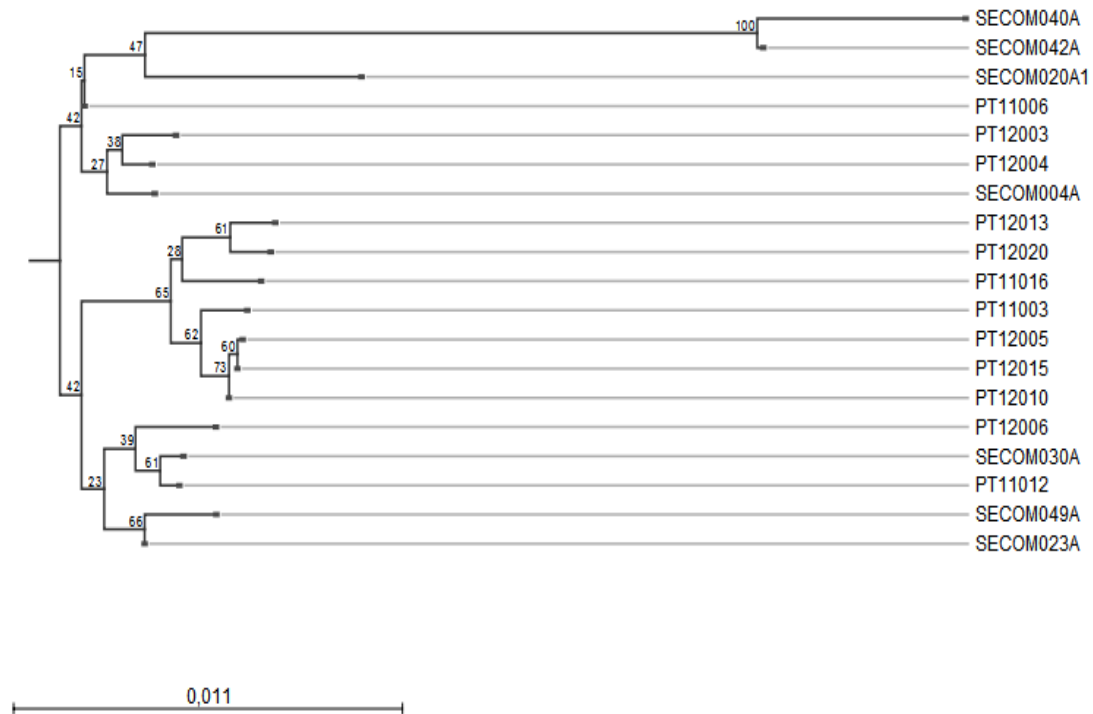 100 SECOM040A
47 SECOM042A
15 SECOM020A1
PT11006
42 38 PT12003
27 PT12004
SECOM004A
61 PT12013
28 PT12020
65 PT11016
62 PT11003
60 PT12005
73 PT12015
42 PT12010
39 PT12006
61 SECOM030A
23 PT11012
66 SECOM049A
SECOM023A
0,011